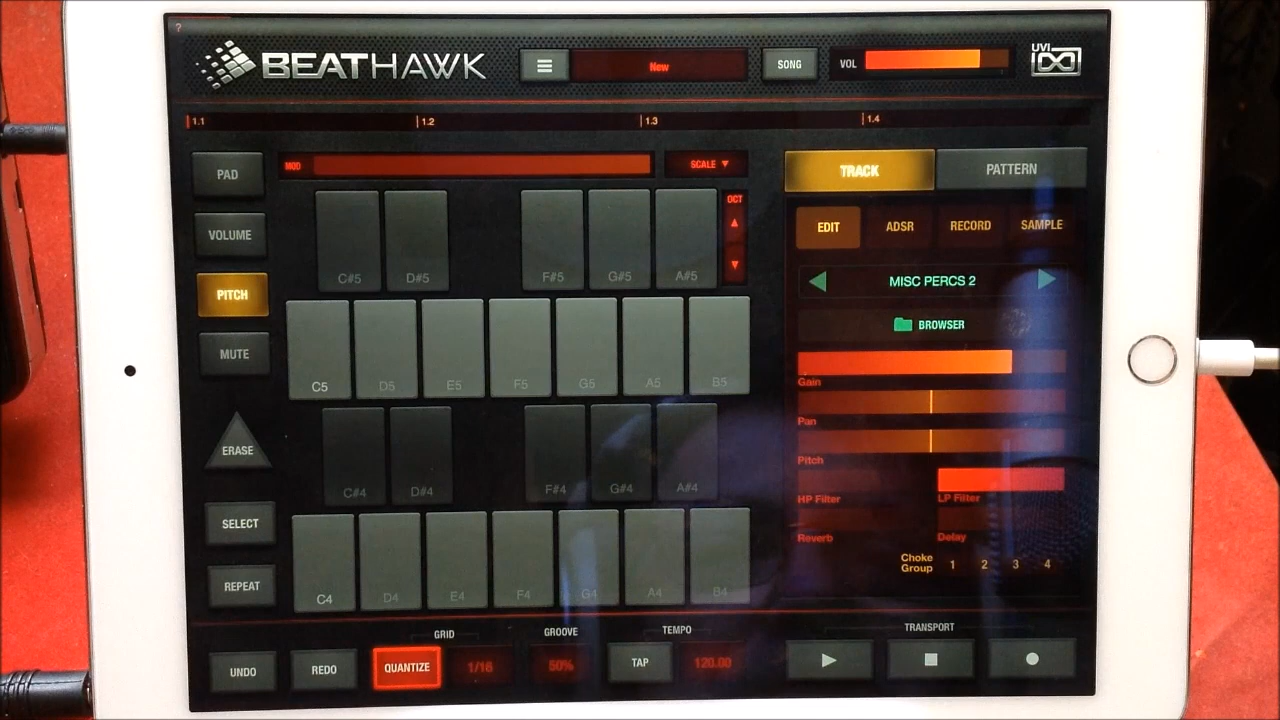 ?
BEATHAWK
New
SONG
VOL
UVI
1.1
1.2
1.3
1.4
PAD
VOLUME
PITCH
MUTE
ERASE
SELECT
REPEAT
MOD
SCALE ▼
OCT
C#5 D#5 F#5 G#5 A#5
C5 D5 E5 F5 G5 A5 B5
C#4 D#4 F#4 G#4 A#4
C4 D4 E4 F4 G4 A4 B4
TRACK
PATTERN
EDIT
ADSR
RECORD
SAMPLE
MISC PERCS 2
BROWSER
Gain
Pan
Pitch
HP Filter
LP Filter
Reverb
Delay
Choke
Group
1 2 3 4
GRID
GROOVE
TEMPO
TRANSPORT
UNDO
REDO
QUANTIZE
1/16
50%
TAP
120.00